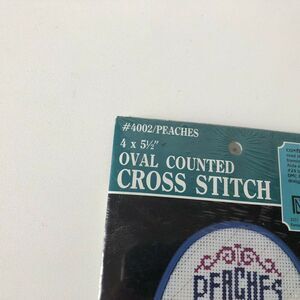 #4002/PEACHES
4 x 5½"
OVAL COUNTED
CROSS STITCH
PEACHES